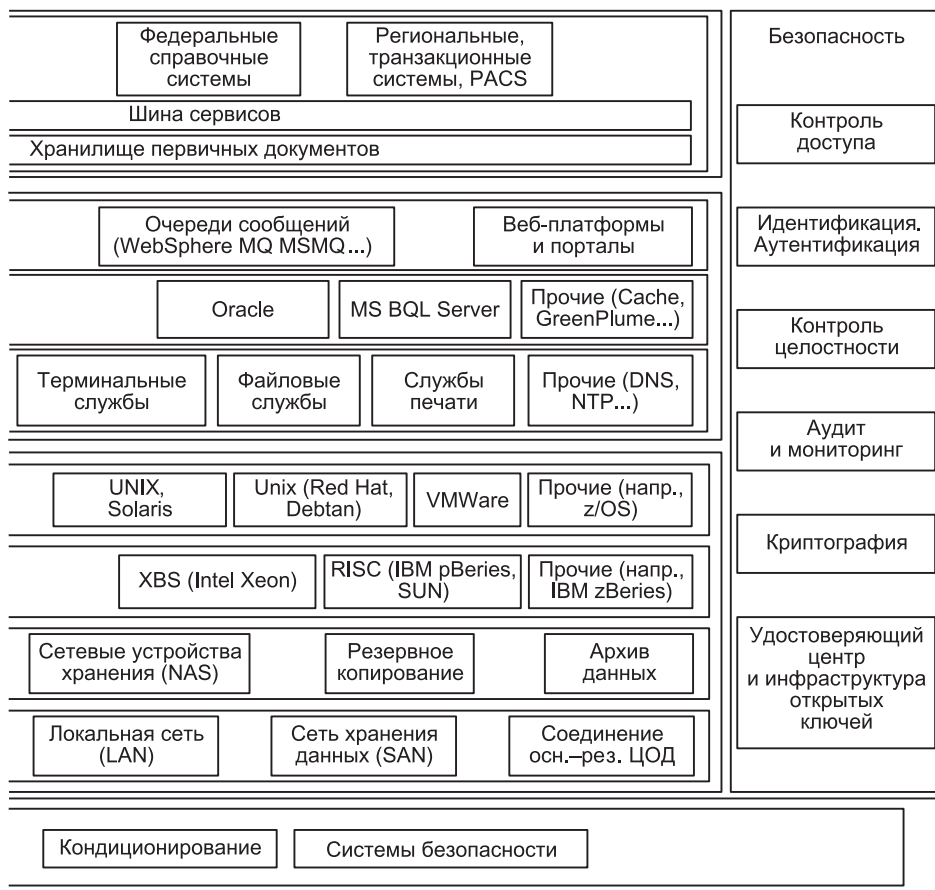 Федеральные
справочные
системы
Региональные,
транзакционные
системы, PACS
Шина сервисов
Хранилище первичных документов
Очереди сообщений
(WebSphere MQ MSMQ...)
Веб-платформы
и порталы
Oracle
MS BQL Server
Прочие (Cache,
GreenPlume...)
Терминальные
службы
Файловые
службы
Службы
печати
Прочие (DNS,
NTP...)
UNIX,
Solaris
Unix (Red Hat,
Debtan)
VMWare
Прочие (напр.,
z/OS)
XBS (Intel Xeon)
RISC (IBM pBeries,
SUN)
Прочие (напр.,
IBM zBeries)
Сетевые устройства
хранения (NAS)
Резервное
копирование
Архив
данных
Локальная сеть
(LAN)
Сеть хранения
данных (SAN)
Соединение
осн.–рез. ЦОД
Кондиционирование
Системы безопасности
Безопасность
Контроль
доступа
Идентификация.
Аутентификация
Контроль
целостности
Аудит
и мониторинг
Криптография
Удостоверяющий
центр
и инфраструктура
открытых
ключей